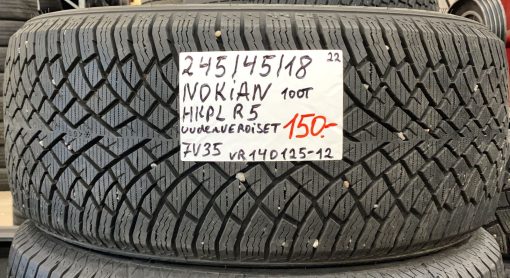 245/45/18 22
NOKIAN 100T
HKPL R5
UUDENVEROISET 150.-
7V35 VR140125-12